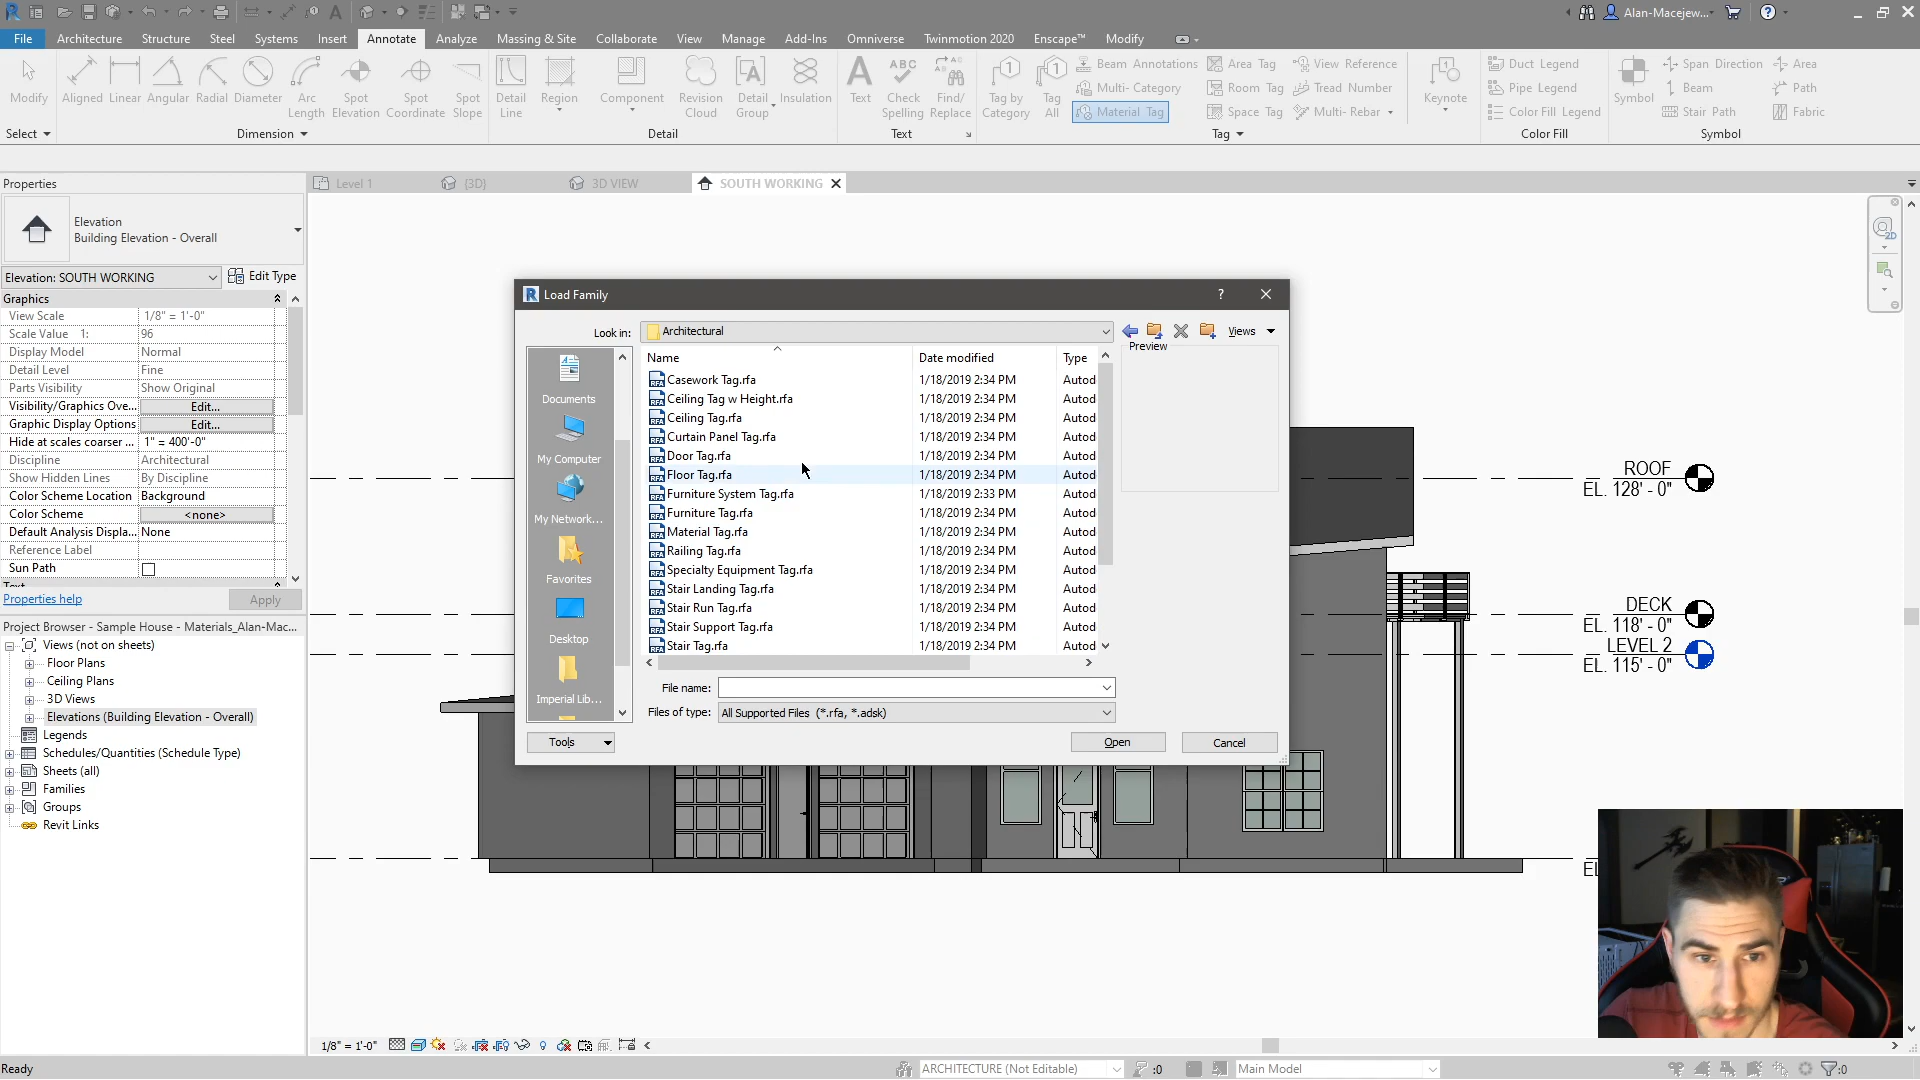 Alan-Macejew...
File Architecture Structure Steel Systems Insert Annotate Analyze Massing & Site Collaborate View Manage Add-Ins Omniverse Twinmotion 2020 Enscape™ Modify
Modify Aligned Linear Angular Radial Diameter Arc Length Spot Elevation Spot Coordinate Spot Slope
Detail Line Region Component Revision Cloud Detail Group Insulation
Text Check Spelling Find/ Replace
Tag by Category Tag All
Beam Annotations Area Tag View Reference
Multi- Category Room Tag Tread Number
Material Tag Space Tag Multi- Rebar
Keynote
Duct Legend
Pipe Legend
Color Fill Legend
Symbol
Span Direction Area
Beam Path
Stair Path Fabric
Select Dimension Detail Text Tag Color Fill Symbol
Properties
Level 1 {3D} 3D VIEW SOUTH WORKING
Elevation
Building Elevation - Overall
Elevation: SOUTH WORKING Edit Type
Graphics
View Scale 1/8" = 1'-0"
Scale Value 1: 96
Display Model Normal
Detail Level Fine
Parts Visibility Show Original
Visibility/Graphics Ove... Edit...
Graphic Display Options Edit...
Hide at scales coarser ... 1" = 400'-0"
Discipline Architectural
Show Hidden Lines By Discipline
Color Scheme Location Background
Color Scheme <none>
Default Analysis Displa... None
Reference Label
Sun Path
Properties help Apply
Project Browser - Sample House - Materials_Alan-Mac...
Views (not on sheets)
Floor Plans
Ceiling Plans
3D Views
Elevations (Building Elevation - Overall)
Legends
Schedules/Quantities (Schedule Type)
Sheets (all)
Families
Groups
Revit Links
Load Family
Look in: Architectural Views
Preview
Documents
My Computer
My Network...
Favorites
Desktop
Imperial Lib...
Name Date modified Type
Casework Tag.rfa 1/18/2019 2:34 PM Autod
Ceiling Tag w Height.rfa 1/18/2019 2:34 PM Autod
Ceiling Tag.rfa 1/18/2019 2:34 PM Autod
Curtain Panel Tag.rfa 1/18/2019 2:34 PM Autod
Door Tag.rfa 1/18/2019 2:34 PM Autod
Floor Tag.rfa 1/18/2019 2:34 PM Autod
Furniture System Tag.rfa 1/18/2019 2:33 PM Autod
Furniture Tag.rfa 1/18/2019 2:34 PM Autod
Material Tag.rfa 1/18/2019 2:34 PM Autod
Railing Tag.rfa 1/18/2019 2:34 PM Autod
Specialty Equipment Tag.rfa 1/18/2019 2:34 PM Autod
Stair Landing Tag.rfa 1/18/2019 2:34 PM Autod
Stair Run Tag.rfa 1/18/2019 2:34 PM Autod
Stair Support Tag.rfa 1/18/2019 2:34 PM Autod
Stair Tag.rfa 1/18/2019 2:34 PM Autod
File name:
Files of type: All Supported Files (*.rfa, *.adsk)
Tools Open Cancel
ROOF
EL. 128' - 0"
DECK
EL. 118' - 0"
LEVEL 2
EL. 115' - 0"
EL
1/8" = 1'-0"
Ready
ARCHITECTURE (Not Editable) :0 Main Model :0